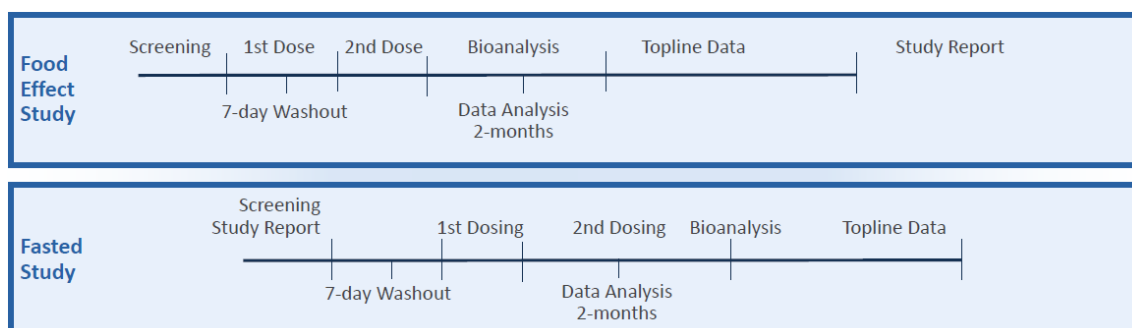 Screening 1st Dose 2nd Dose Bioanalysis Topline Data Study Report
Food
Effect
Study
7-day Washout Data Analysis
2-months
Screening
Study Report 1st Dosing 2nd Dosing Bioanalysis Topline Data
Fasted
Study
7-day Washout Data Analysis
2-months